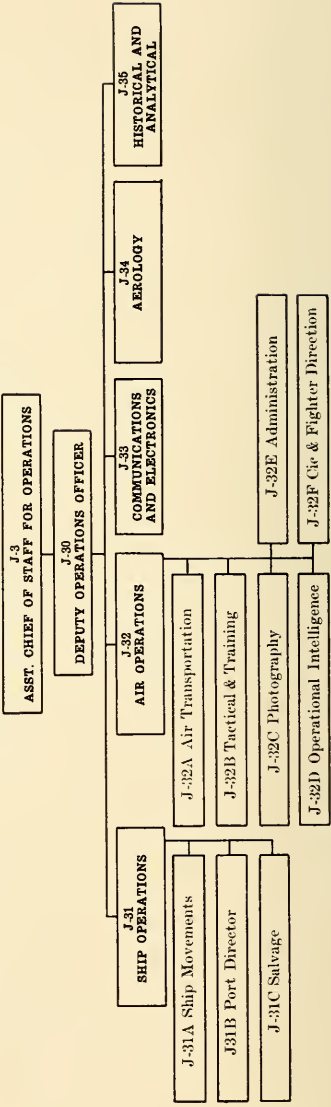 J-3
ASST. CHIEF OF STAFF FOR OPERATIONS
J-30
DEPUTY OPERATIONS OFFICER
J-31
SHIP OPERATIONS
J-32
AIR OPERATIONS
J-33
COMMUNICATIONS
AND ELECTRONICS
J-34
AEROLOGY
J-35
HISTORICAL AND
ANALYTICAL
J-31A Ship Movements
J31B Port Director
J-31C Salvage
J-32A Air Transportation
J-32B Tactical & Training
J-32C Photography
J-32D Operational Intelligence
J-32E Administration
J-32F Cic & Fighter Direction